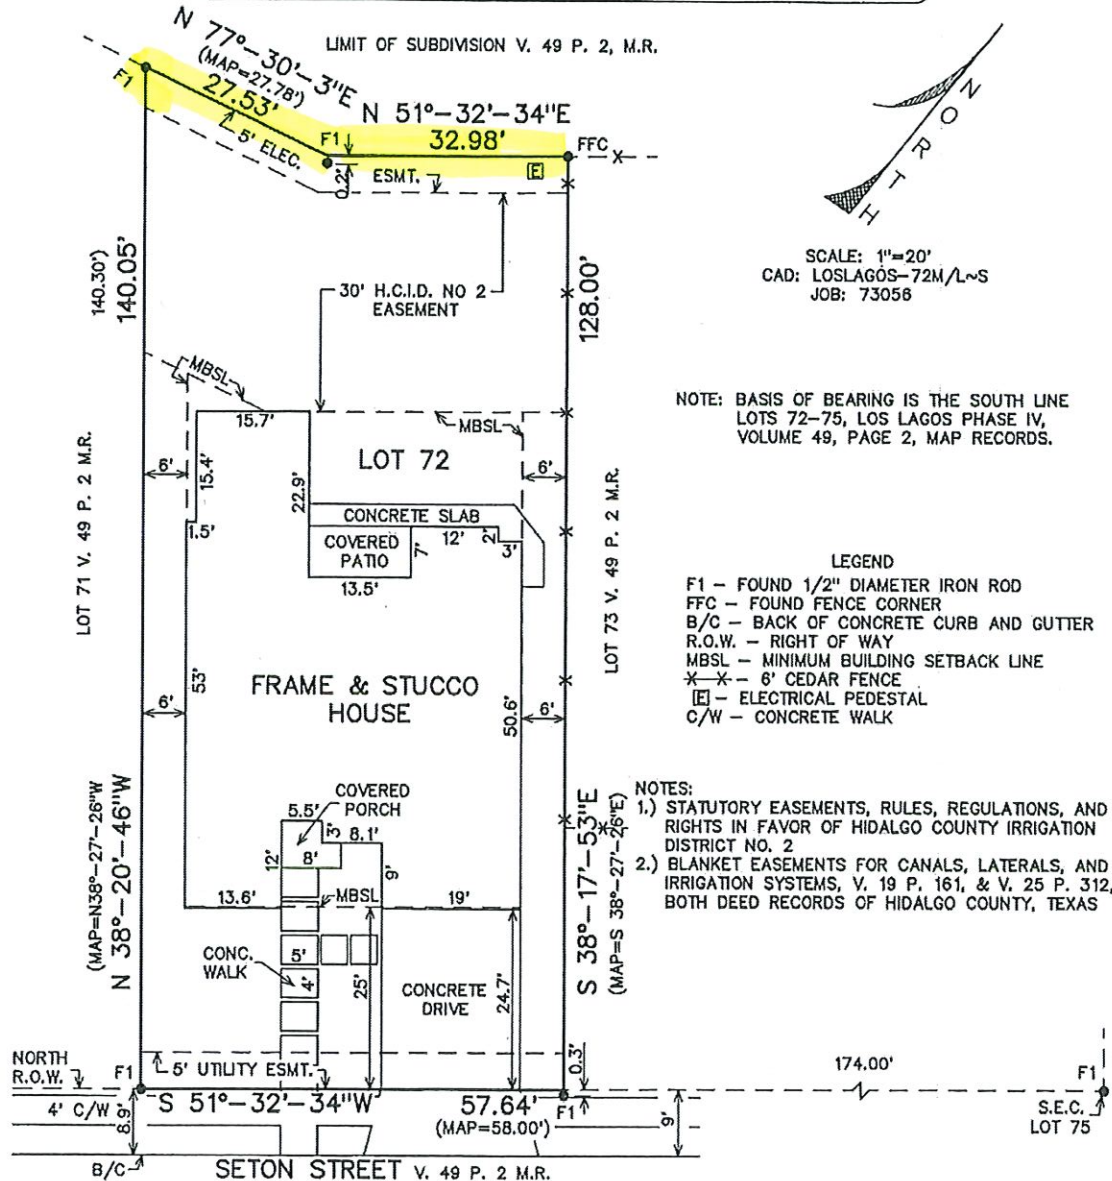 LIMIT OF SUBDIVISION V. 49 P. 2, M.R.
N 77°-30'-3"E
(MAP=27.78')
27.53'
N 51°-32'-34"E
32.98'
F1
F1
FFC
5' ELEC.
ESMT.
0.2'
E
NORTH
SCALE: 1"=20'
CAD: LOSLAGOS-72M/L~S
JOB: 73056
140.30')
140.05'
128.00'
30' H.C.I.D. NO 2
EASEMENT
NOTE: BASIS OF BEARING IS THE SOUTH LINE
LOTS 72-75, LOS LAGOS PHASE IV,
VOLUME 49, PAGE 2, MAP RECORDS.
MBSL
15.7'
MBSL
LOT 72
6'
15.4'
22.9'
6'
LOT 71 V. 49 P. 2 M.R.
LOT 73 V. 49 P. 2 M.R.
CONCRETE SLAB
1.5'
COVERED
PATIO
7'
12'
2'
3'
13.5'
LEGEND
F1 - FOUND 1/2" DIAMETER IRON ROD
FFC - FOUND FENCE CORNER
B/C - BACK OF CONCRETE CURB AND GUTTER
R.O.W. - RIGHT OF WAY
MBSL - MINIMUM BUILDING SETBACK LINE
X-X- - 6' CEDAR FENCE
E - ELECTRICAL PEDESTAL
C/W - CONCRETE WALK
53'
FRAME & STUCCO
HOUSE
6'
50.6'
6'
(MAP=N38°-27'-26"W
N 38°-20'-46"W
S 38°-17'-53"E
(MAP=S 38°-27'-26"E)
COVERED
PORCH
5.5'
3'
8.1'
8'
12'
9'
NOTES:
1.) STATUTORY EASEMENTS, RULES, REGULATIONS, AND
RIGHTS IN FAVOR OF HIDALGO COUNTY IRRIGATION
DISTRICT NO. 2
2.) BLANKET EASEMENTS FOR CANALS, LATERALS, AND
IRRIGATION SYSTEMS, V. 19 P. 161, & V. 25 P. 312,
BOTH DEED RECORDS OF HIDALGO COUNTY, TEXAS
13.6'
MBSL
19'
CONC.
WALK
5'
4'
25'
CONCRETE
DRIVE
24.7'
5' UTILITY ESMT.
0.3'
NORTH
R.O.W.
F1
174.00'
F1
4' C/W
8.9'
S 51°-32'-34"W
57.64'
(MAP=58.00')
F1
9'
S.E.C.
LOT 75
B/C
SETON STREET V. 49 P. 2 M.R.